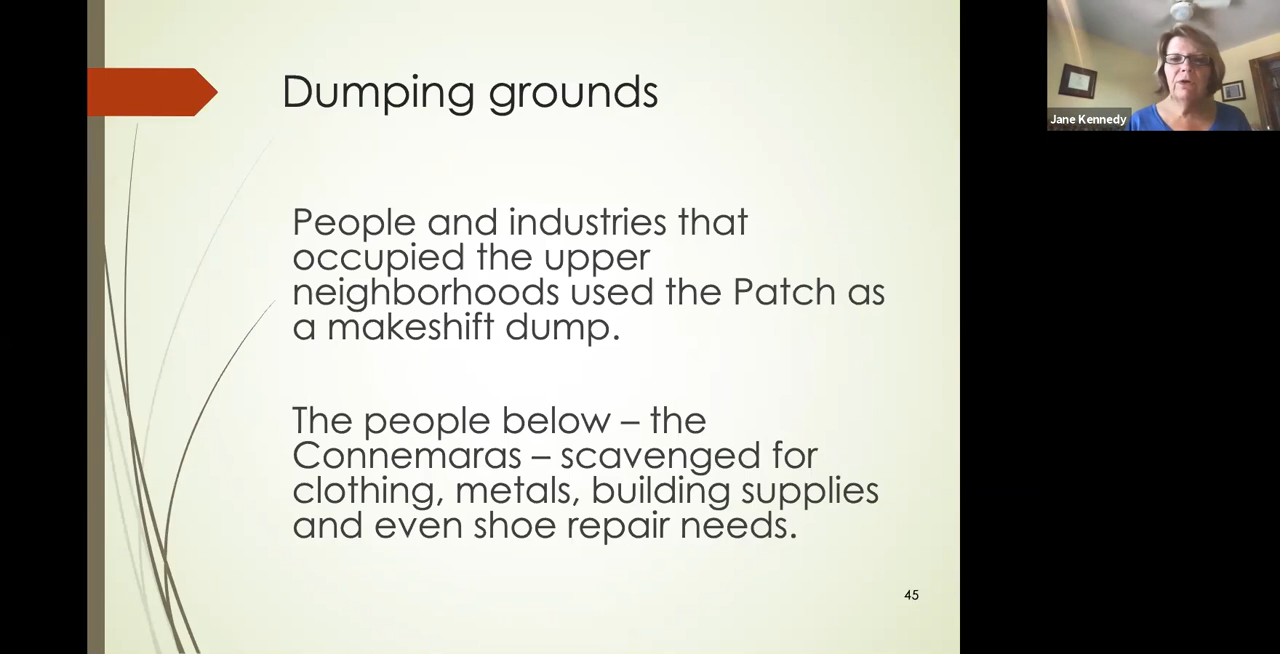 Dumping grounds
People and industries that
occupied the upper
neighborhoods used the Patch as
a makeshift dump.
The people below – the
Connemaras – scavenged for
clothing, metals, building supplies
and even shoe repair needs.
45
Jane Kennedy